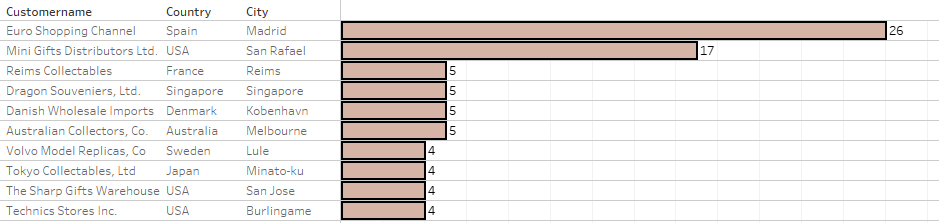 Customername Country City
Euro Shopping Channel Spain Madrid 26
Mini Gifts Distributors Ltd. USA San Rafael 17
Reims Collectables France Reims 5
Dragon Souveniers, Ltd. Singapore Singapore 5
Danish Wholesale Imports Denmark Kobenhavn 5
Australian Collectors, Co. Australia Melbourne 5
Volvo Model Replicas, Co Sweden Lule 4
Tokyo Collectables, Ltd Japan Minato-ku 4
The Sharp Gifts Warehouse USA San Jose 4
Technics Stores Inc. USA Burlingame 4